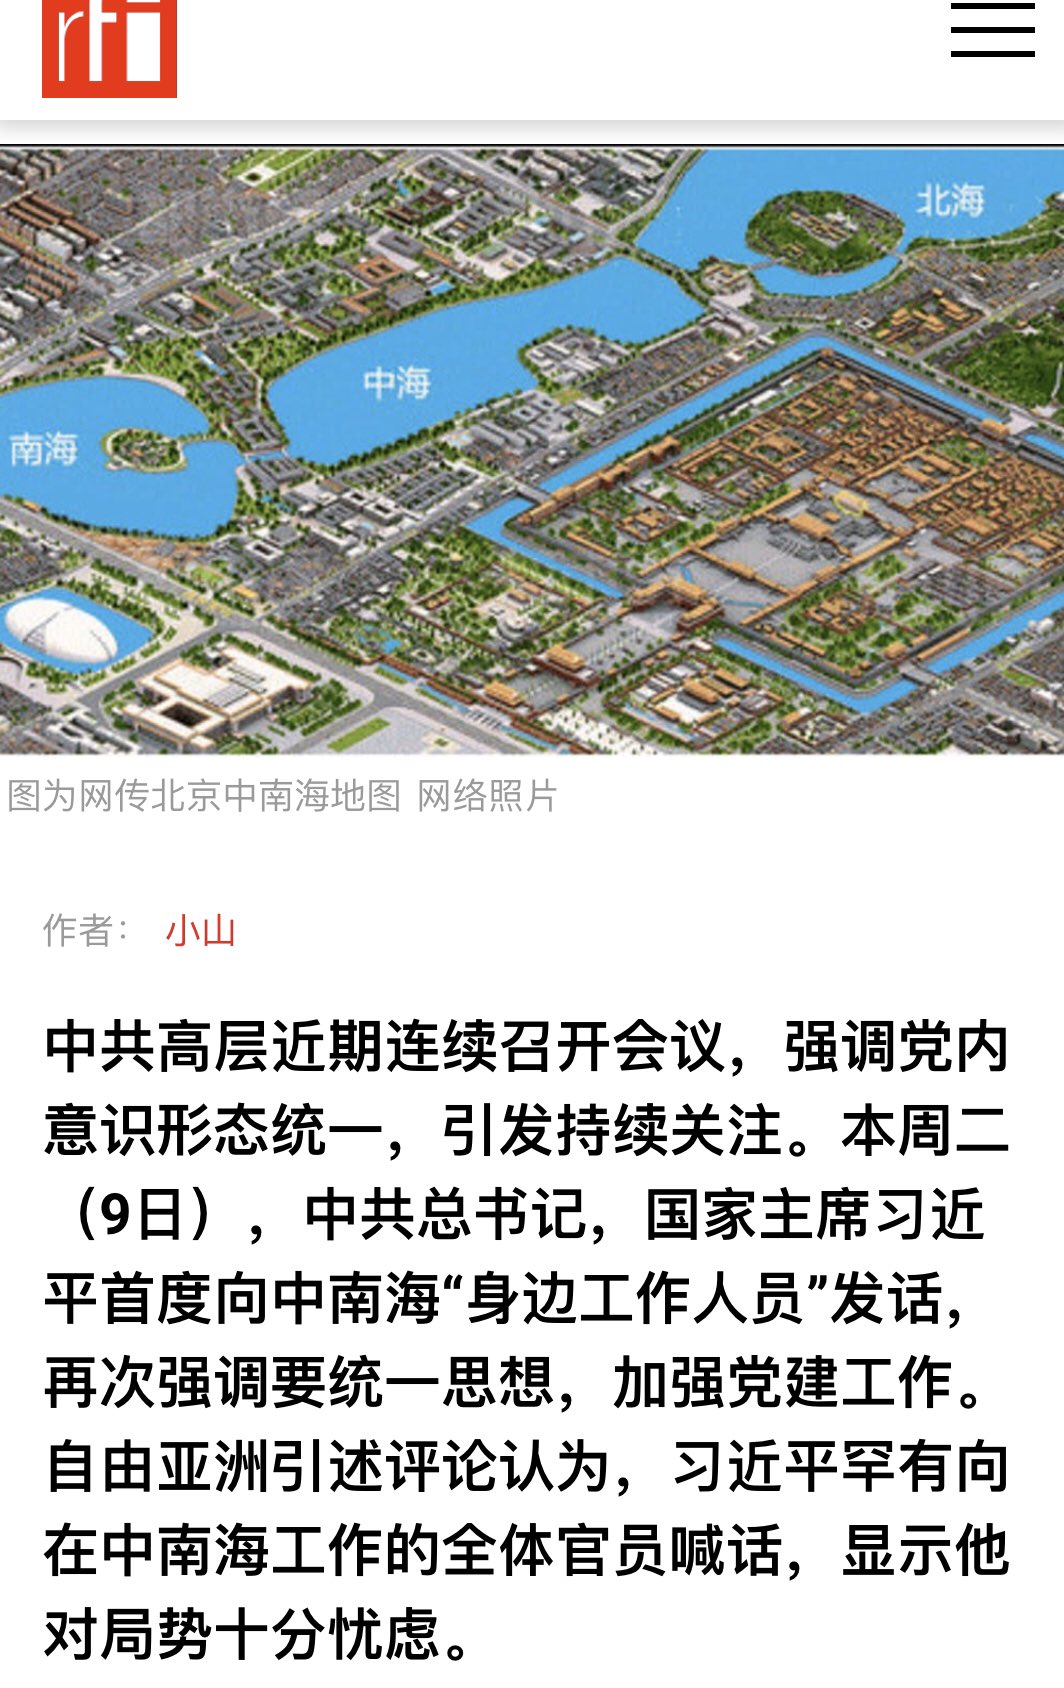 rfi
北海
中海
南海
图为网传北京中南海地图 网络照片
作者： 小山
中共高层近期连续召开会议，强调党内
意识形态统一，引发持续关注。本周二
（9日），中共总书记，国家主席习近
平首度向中南海“身边工作人员”发话，
再次强调要统一思想，加强党建工作。
自由亚洲引述评论认为，习近平罕有向
在中南海工作的全体官员喊话，显示他
对局势十分忧虑。